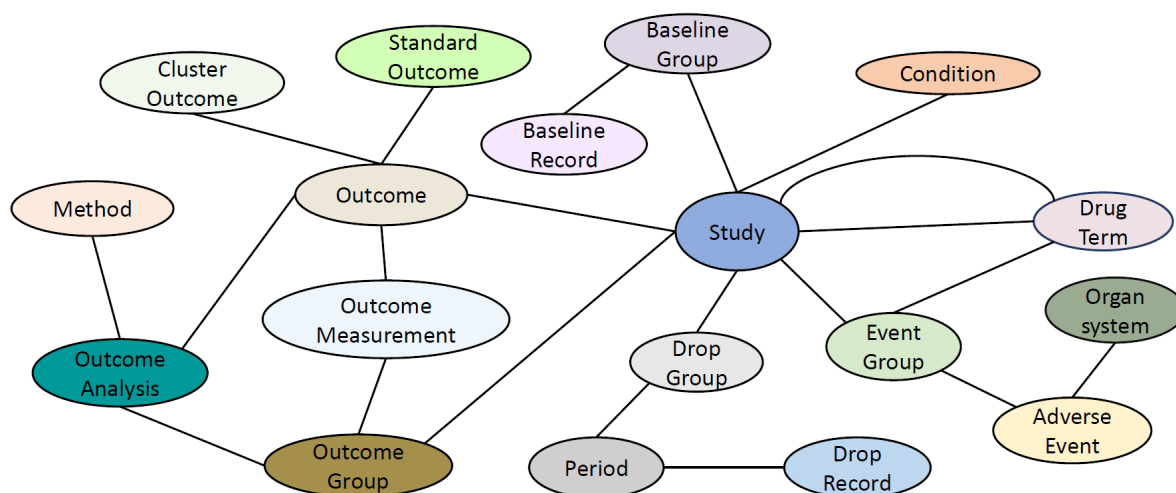 Standard
Outcome
Baseline
Group
Cluster
Outcome
Condition
Baseline
Record
Method
Outcome
Study
Drug
Term
Outcome
Measurement
Organ
system
Event
Group
Drop
Group
Outcome
Analysis
Adverse
Event
Outcome
Group
Period
Drop
Record